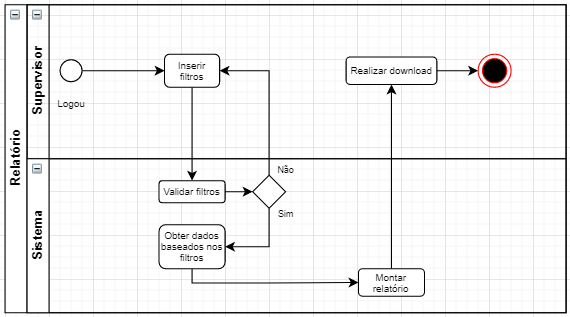 Relatório
Supervisor
Logou
Inserir
filtros
Realizar download
Sistema
Validar filtros
Não
Sim
Obter dados
baseados nos
filtros
Montar
relatório